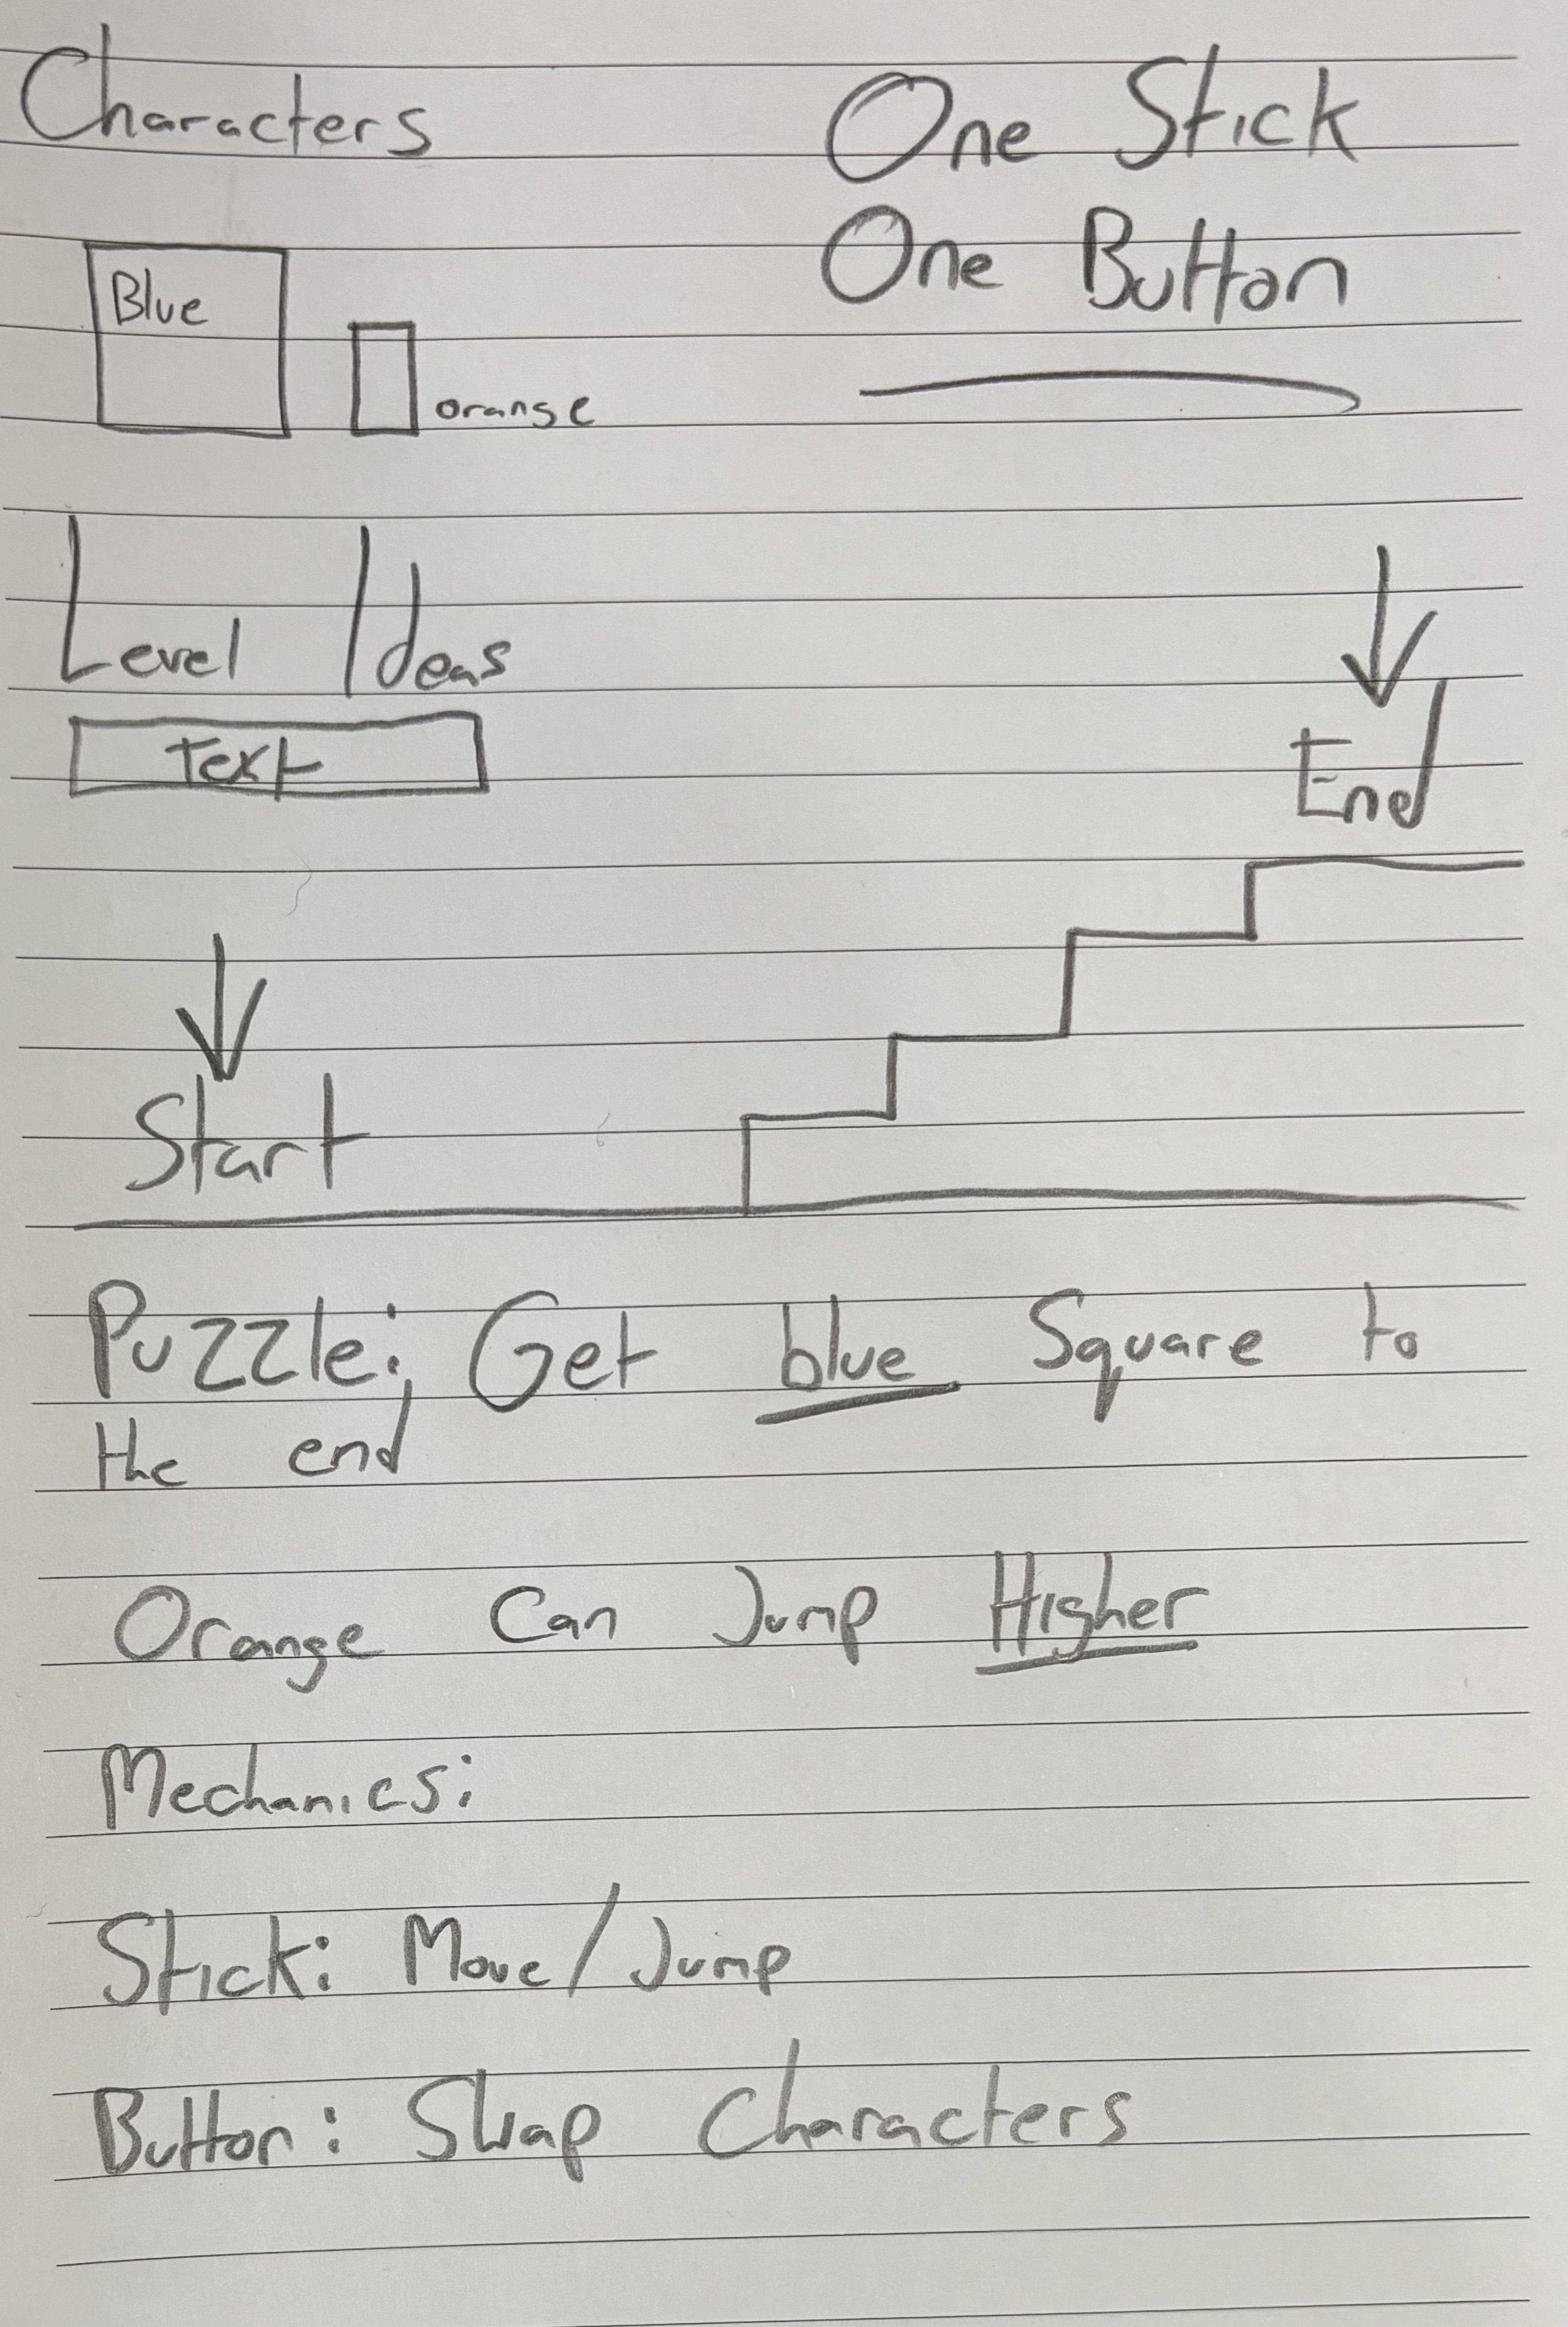 Characters
One Stick
One Button
Blue
orange
Level Ideas
Text
End
Start
Puzzle: Get blue Square to
the end
Orange Can Jump Higher
Mechanics:
Stick: Move/Jump
Button: Swap Characters